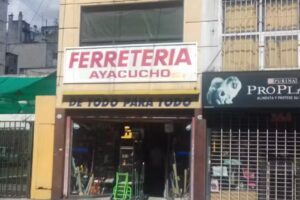 FERRETERIA
AYACUCHO
DE TODO PARA TODO
PURINA
PROPLA